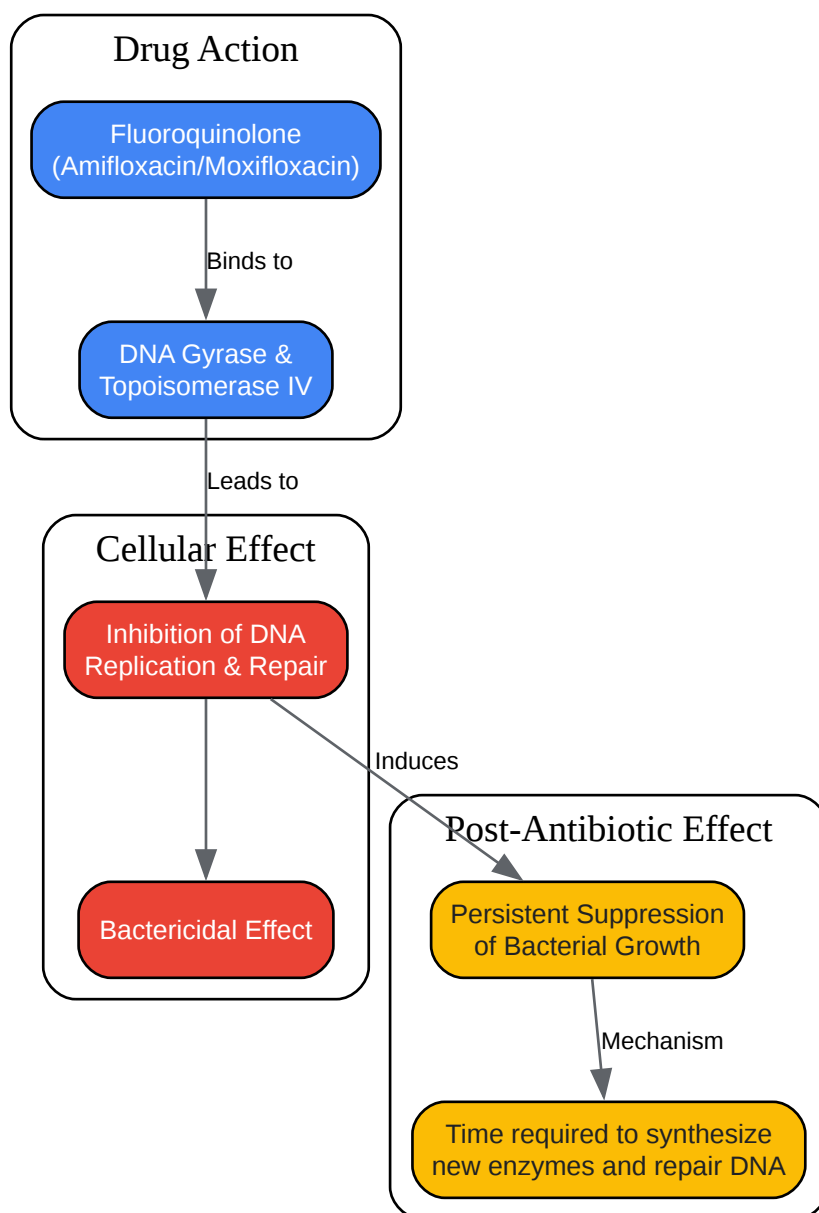 Drug Action
Fluoroquinolone
(Amifloxacin/Moxifloxacin)
Binds to
DNA Gyrase &
Topoisomerase IV
Leads to
Cellular Effect
Inhibition of DNA
Replication & Repair
Induces
Post-Antibiotic Effect
Bactericidal Effect
Persistent Suppression
of Bacterial Growth
Mechanism
Time required to synthesize
new enzymes and repair DNA